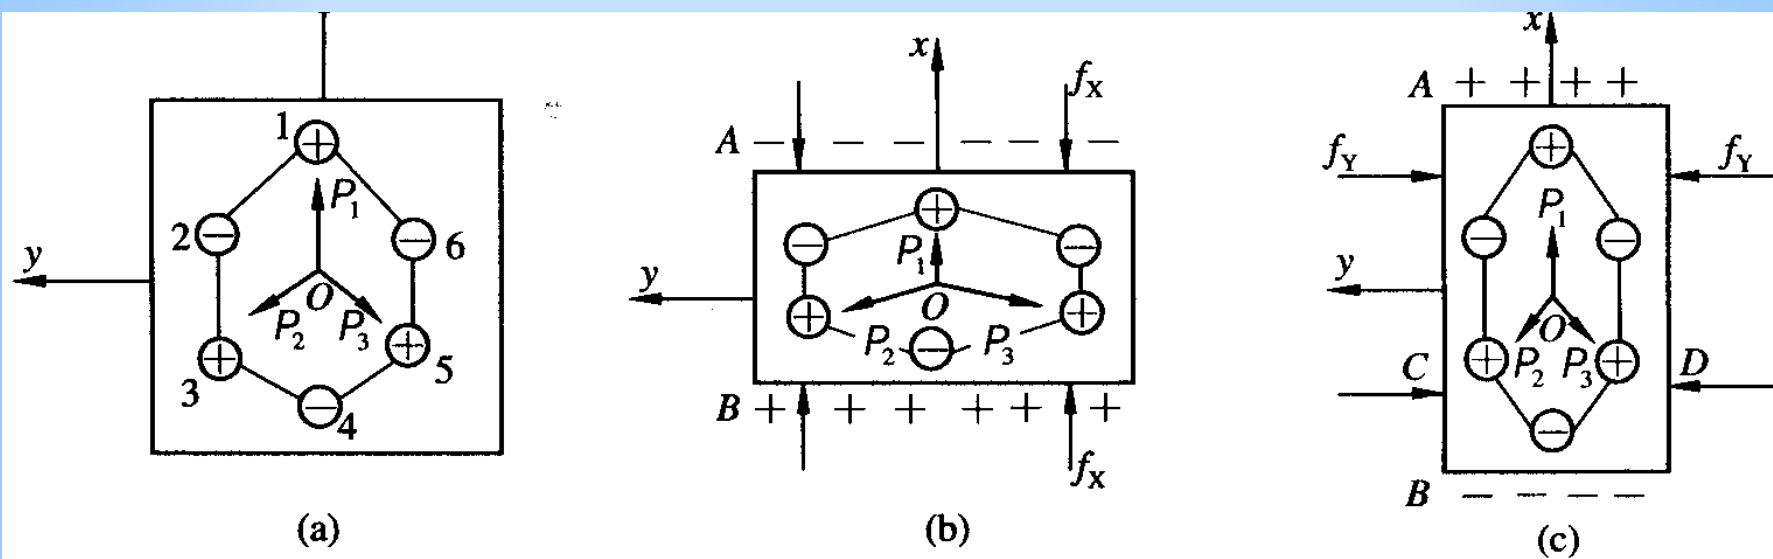 1
+
P₁
2 −
− 6
y
O
P₂ P₃
+ +
3 5
−
4
(a)
x
fX
A − − − − − −
+
− −
P₁
y
O
+ +
P₂ − P₃
B + + + + + +
fX
(b)
x
A + + + +
+
fY fY
P₁
− −
y
O
C + P₂ P₃ + D
−
B − − − −
(c)